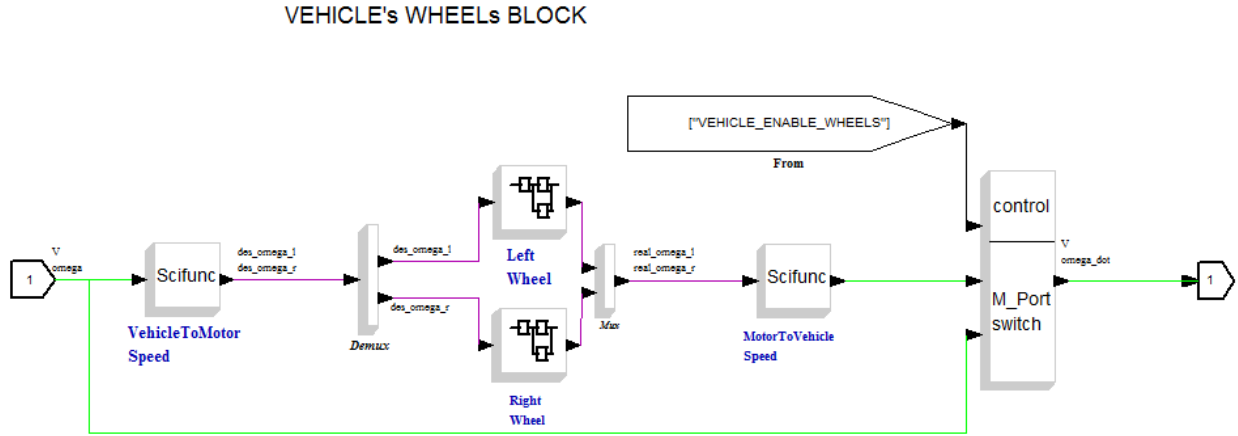 VEHICLE's WHEELs BLOCK
["VEHICLE_ENABLE_WHEELS"]
From
control
V
omega_dot
M_Port
switch
1
V
omega
1
Scifunc
VehicleToMotor
Speed
des_omega_l
des_omega_r
Demux
des_omega_l
des_omega_r
Left
Wheel
Right
Wheel
Mux
real_omega_l
real_omega_r
Scifunc
MotorToVehicle
Speed